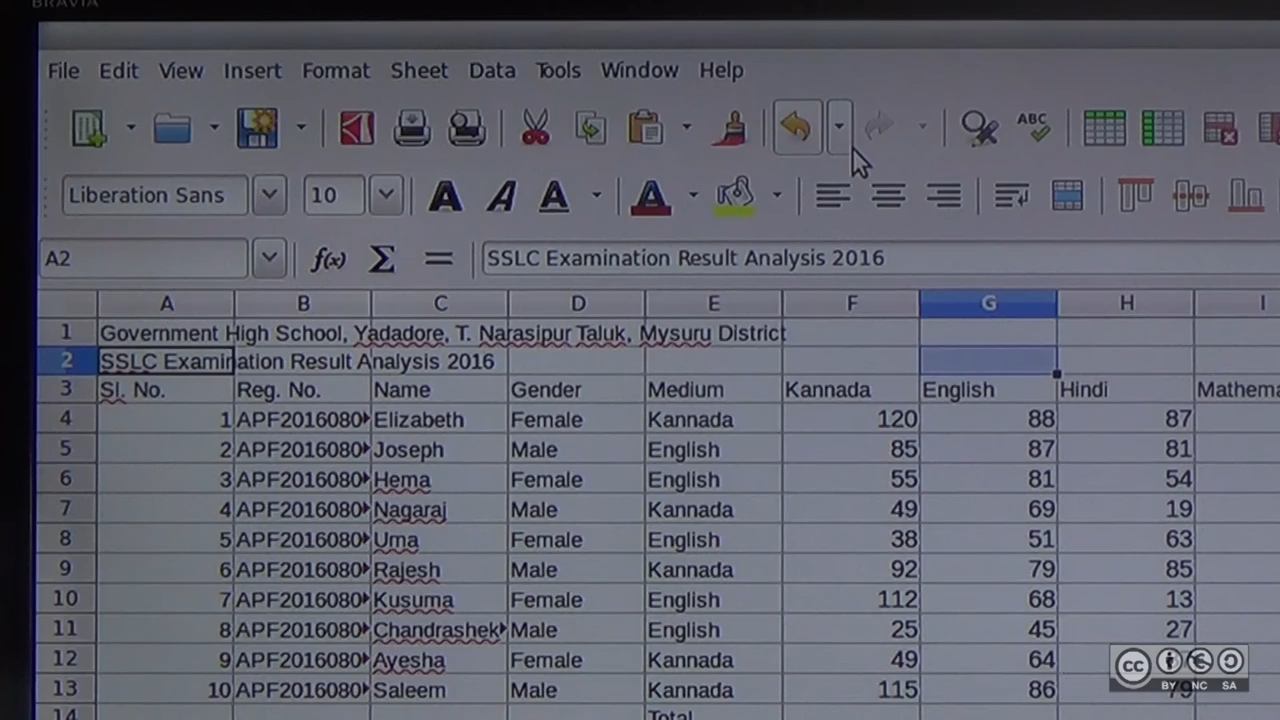 BRAVIA
File Edit View Insert Format Sheet Data Tools Window Help
ABC
Liberation Sans 10 A A A A
A2 f(x) Σ = SSLC Examination Result Analysis 2016
A B C D E F G H I
1 Government High School, Yadadore, T. Narasipur Taluk, Mysuru District
2 SSLC Examination Result Analysis 2016
3 Sl. No. Reg. No. Name Gender Medium Kannada English Hindi Mathema
4 1 APF2016080 Elizabeth Female Kannada 120 88 87
5 2 APF2016080 Joseph Male English 85 87 81
6 3 APF2016080 Hema Female English 55 81 54
7 4 APF2016080 Nagaraj Male Kannada 49 69 19
8 5 APF2016080 Uma Female English 38 51 63
9 6 APF2016080 Rajesh Male Kannada 92 79 85
10 7 APF2016080 Kusuma Female English 112 68 13
11 8 APF2016080 Chandrashek Male English 25 45 27
12 9 APF2016080 Ayesha Female Kannada 49 64
13 10 APF2016080 Saleem Male Kannada 115 86 79
14 Total
cc BY NC SA